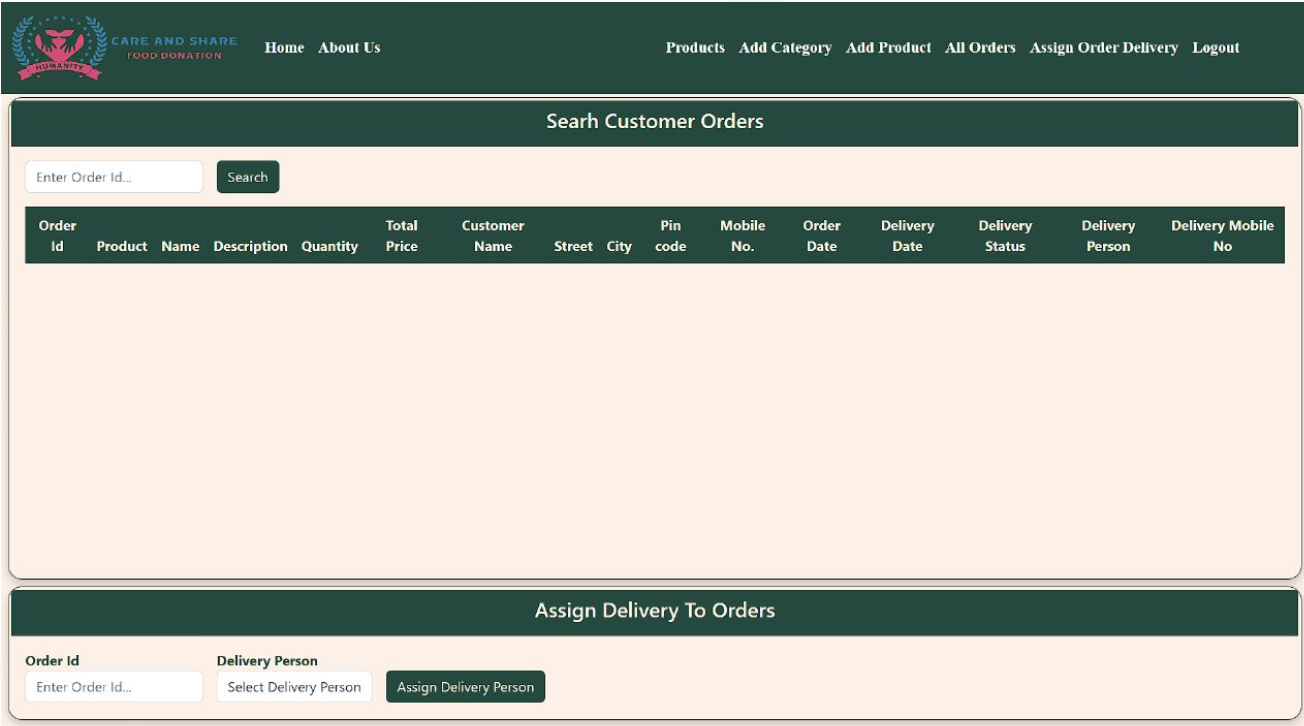 CARE AND SHARE
FOOD DONATION
HUMANITY
Home About Us
Products Add Category Add Product All Orders Assign Order Delivery Logout
Searh Customer Orders
Enter Order Id... Search
Order Id Product Name Description Quantity Total Price Customer Name Street City Pin code Mobile No. Order Date Delivery Date Delivery Status Delivery Person Delivery Mobile No
Assign Delivery To Orders
Order Id Delivery Person
Enter Order Id... Select Delivery Person Assign Delivery Person